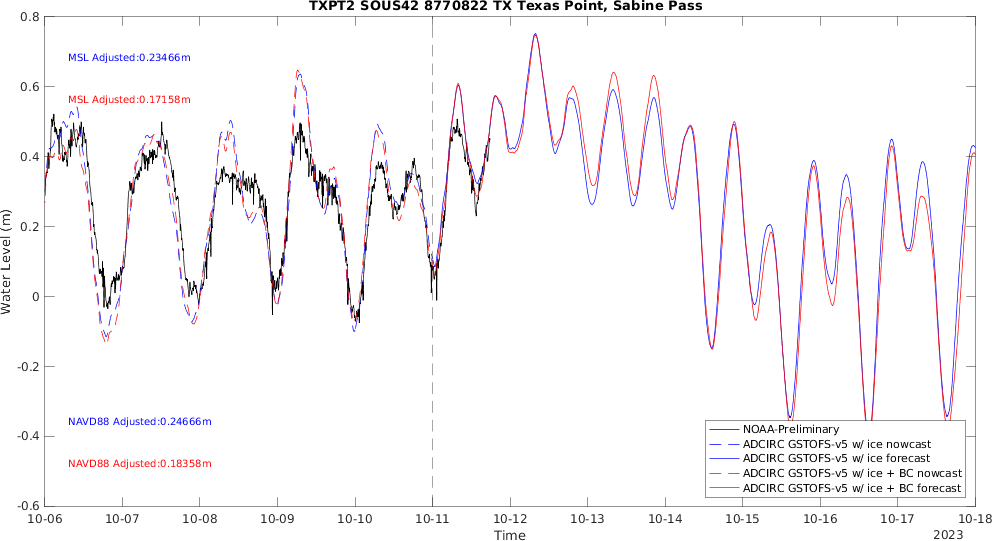 TXPT2 SOUS42 8770822 TX Texas Point, Sabine Pass
0.8
0.6
0.4
0.2
0
-0.2
-0.4
-0.6
Water Level (m)
MSL Adjusted:0.23466m
MSL Adjusted:0.17158m
NAVD88 Adjusted:0.24666m
NAVD88 Adjusted:0.18358m
NOAA-Preliminary
ADCIRC GSTOFS-v5 w/ ice nowcast
ADCIRC GSTOFS-v5 w/ ice forecast
ADCIRC GSTOFS-v5 w/ ice + BC nowcast
ADCIRC GSTOFS-v5 w/ ice + BC forecast
10-06 10-07 10-08 10-09 10-10 10-11 10-12 10-13 10-14 10-15 10-16 10-17 10-18
Time
2023